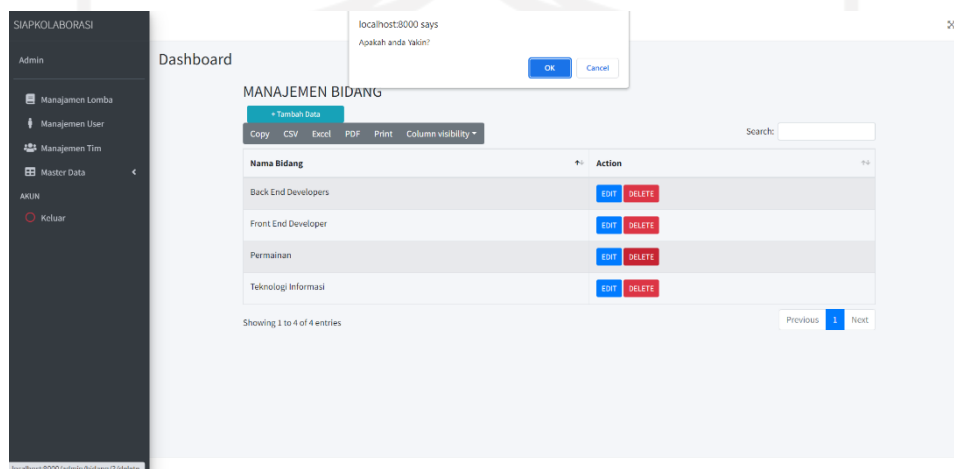 SIAPKOLABORASI
localhost:8000 says
Apakah anda Yakin?
OK Cancel
Admin
Dashboard
MANAJEMEN BIDANG
+ Tambah Data
Copy CSV Excel PDF Print Column visibility
Search:
Manajamen Lomba
Manajemen User
Manajemen Tim
Master Data
AKUN
Keluar
Nama Bidang Action
Back End Developers EDIT DELETE
Front End Developer EDIT DELETE
Permainan EDIT DELETE
Teknologi Informasi EDIT DELETE
Showing 1 to 4 of 4 entries
Previous 1 Next